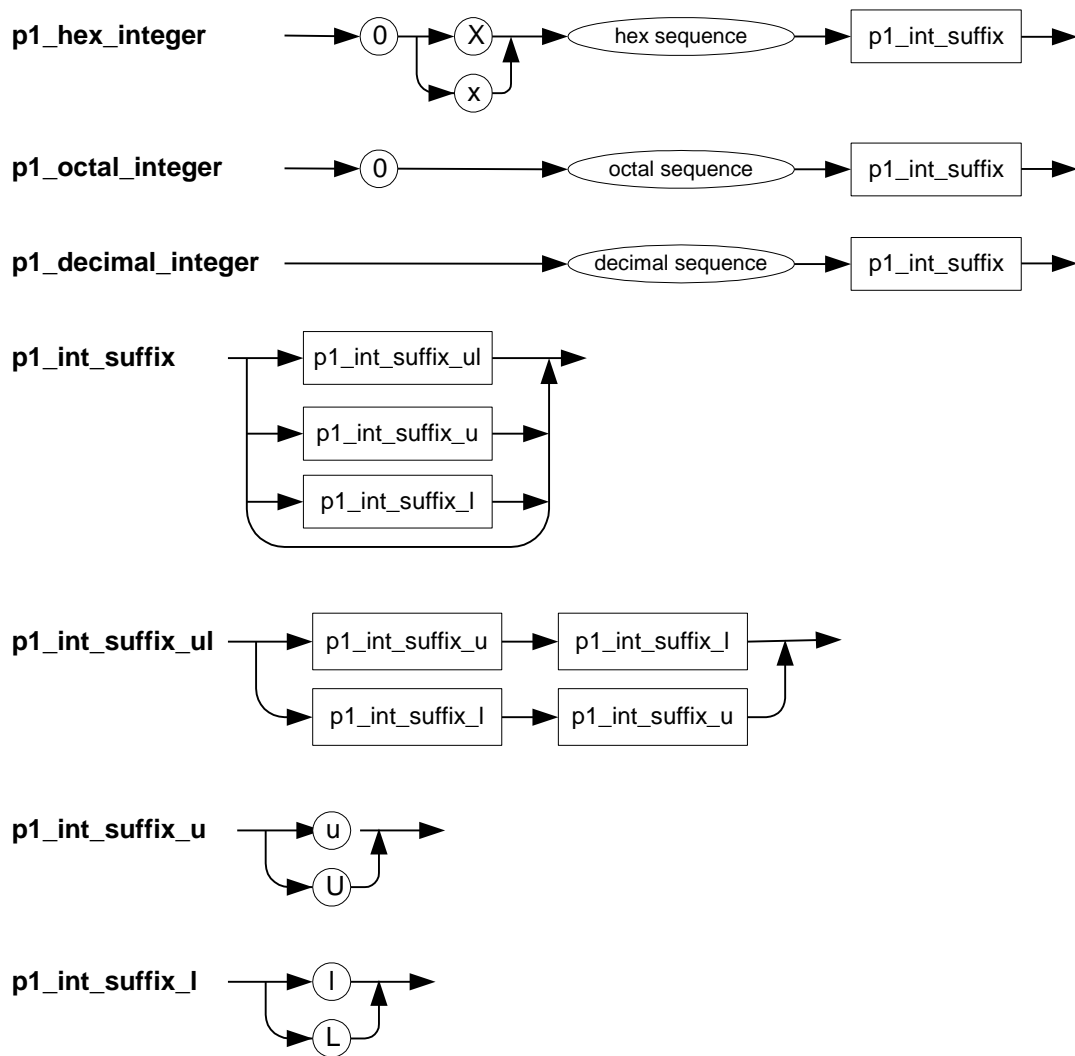 p1_hex_integer 0 X hex sequence p1_int_suffix
x
p1_octal_integer 0 octal sequence p1_int_suffix
p1_decimal_integer decimal sequence p1_int_suffix
p1_int_suffix p1_int_suffix_ul
p1_int_suffix_u
p1_int_suffix_l
p1_int_suffix_ul p1_int_suffix_u p1_int_suffix_l
p1_int_suffix_l p1_int_suffix_u
p1_int_suffix_u u
U
p1_int_suffix_l l
L